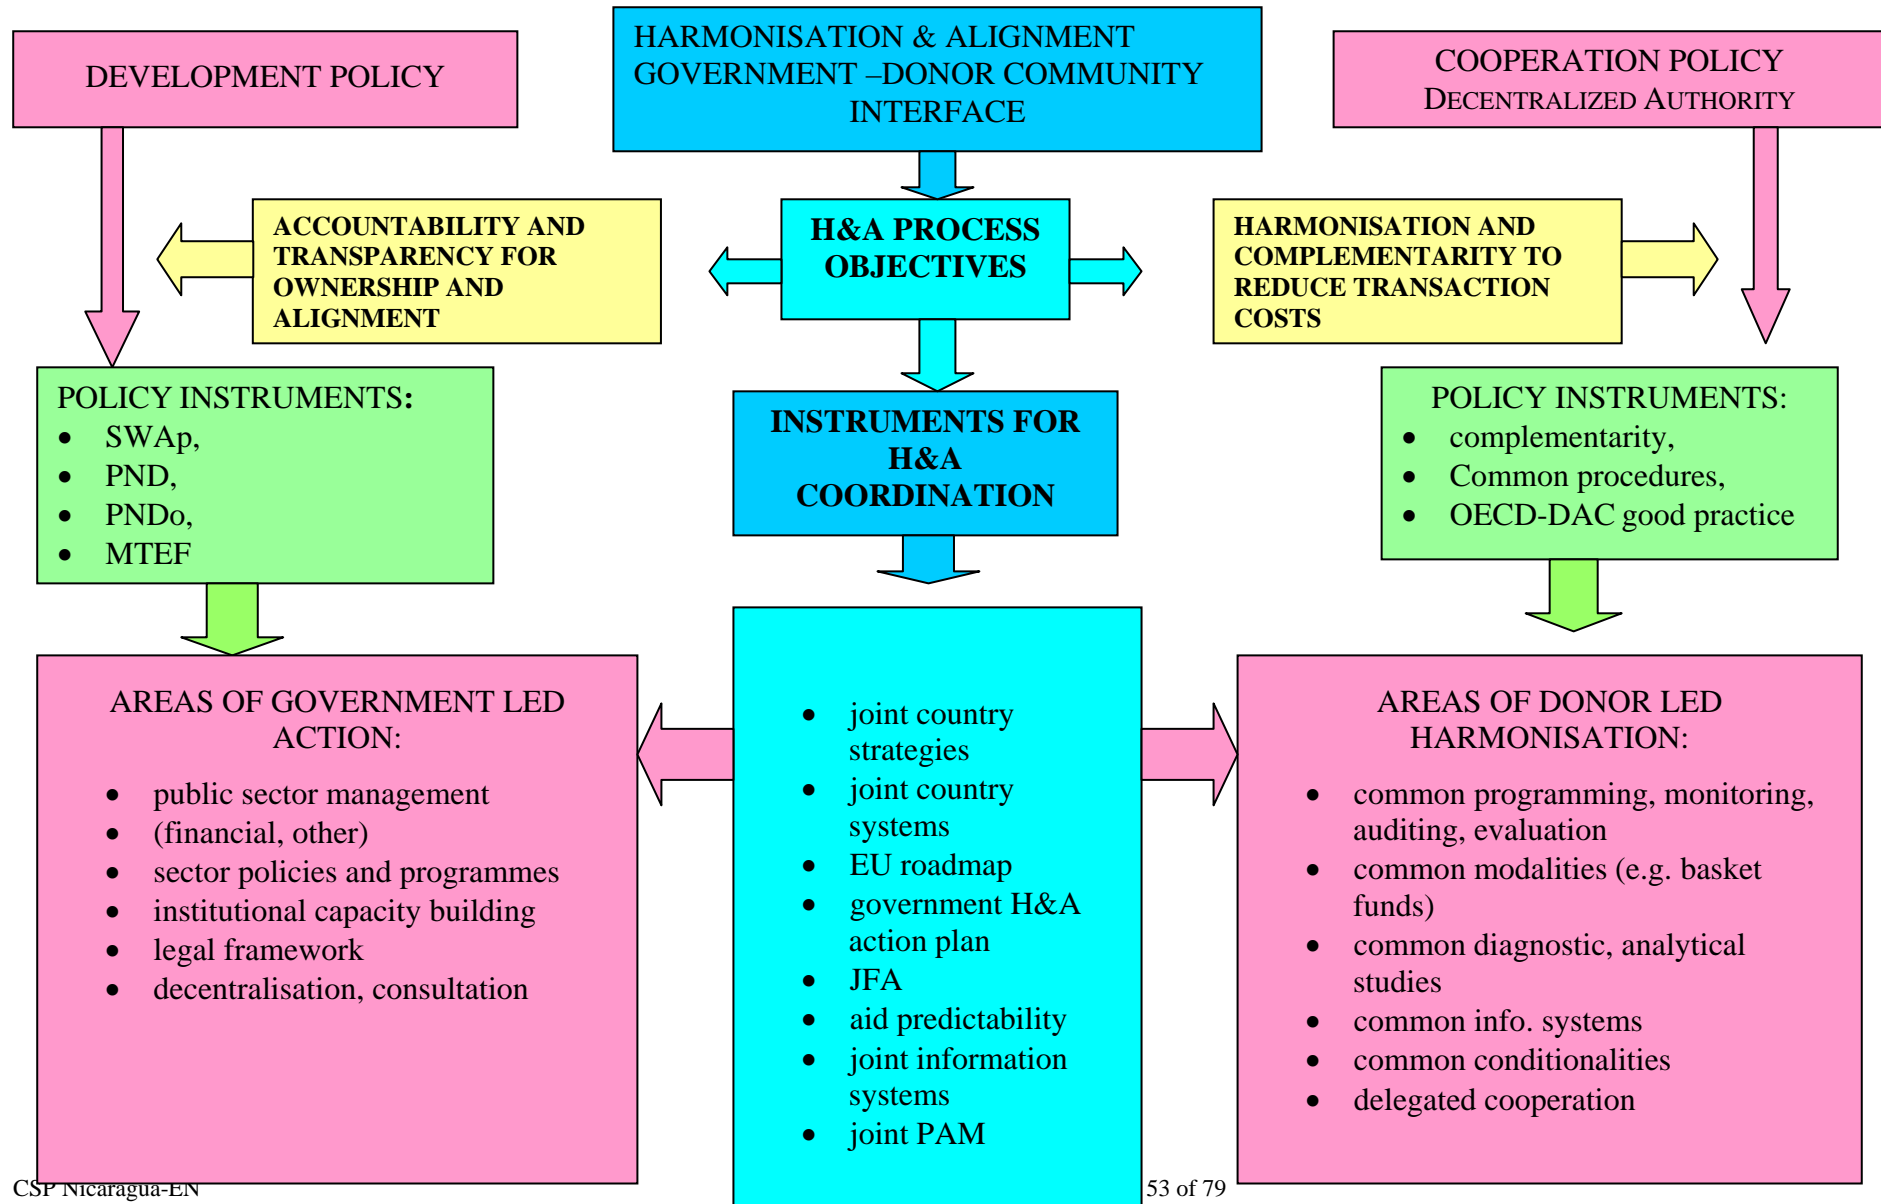 DEVELOPMENT POLICY
HARMONISATION & ALIGNMENT
GOVERNMENT –DONOR COMMUNITY
INTERFACE
COOPERATION POLICY
DECENTRALIZED AUTHORITY
ACCOUNTABILITY AND
TRANSPARENCY FOR
OWNERSHIP AND
ALIGNMENT
H&A PROCESS
OBJECTIVES
HARMONISATION AND
COMPLEMENTARITY TO
REDUCE TRANSACTION
COSTS
POLICY INSTRUMENTS:
• SWAp,
• PND,
• PNDo,
• MTEF
INSTRUMENTS FOR
H&A
COORDINATION
POLICY INSTRUMENTS:
• complementarity,
• Common procedures,
• OECD-DAC good practice
AREAS OF GOVERNMENT LED
ACTION:
• public sector management
• (financial, other)
• sector policies and programmes
• institutional capacity building
• legal framework
• decentralisation, consultation
• joint country
strategies
• joint country
systems
• EU roadmap
• government H&A
action plan
• JFA
• aid predictability
• joint information
systems
• joint PAM
AREAS OF DONOR LED
HARMONISATION:
• common programming, monitoring,
auditing, evaluation
• common modalities (e.g. basket
funds)
• common diagnostic, analytical
studies
• common info. systems
• common conditionalities
• delegated cooperation
CSP Nicaragua-EN
53 of 79